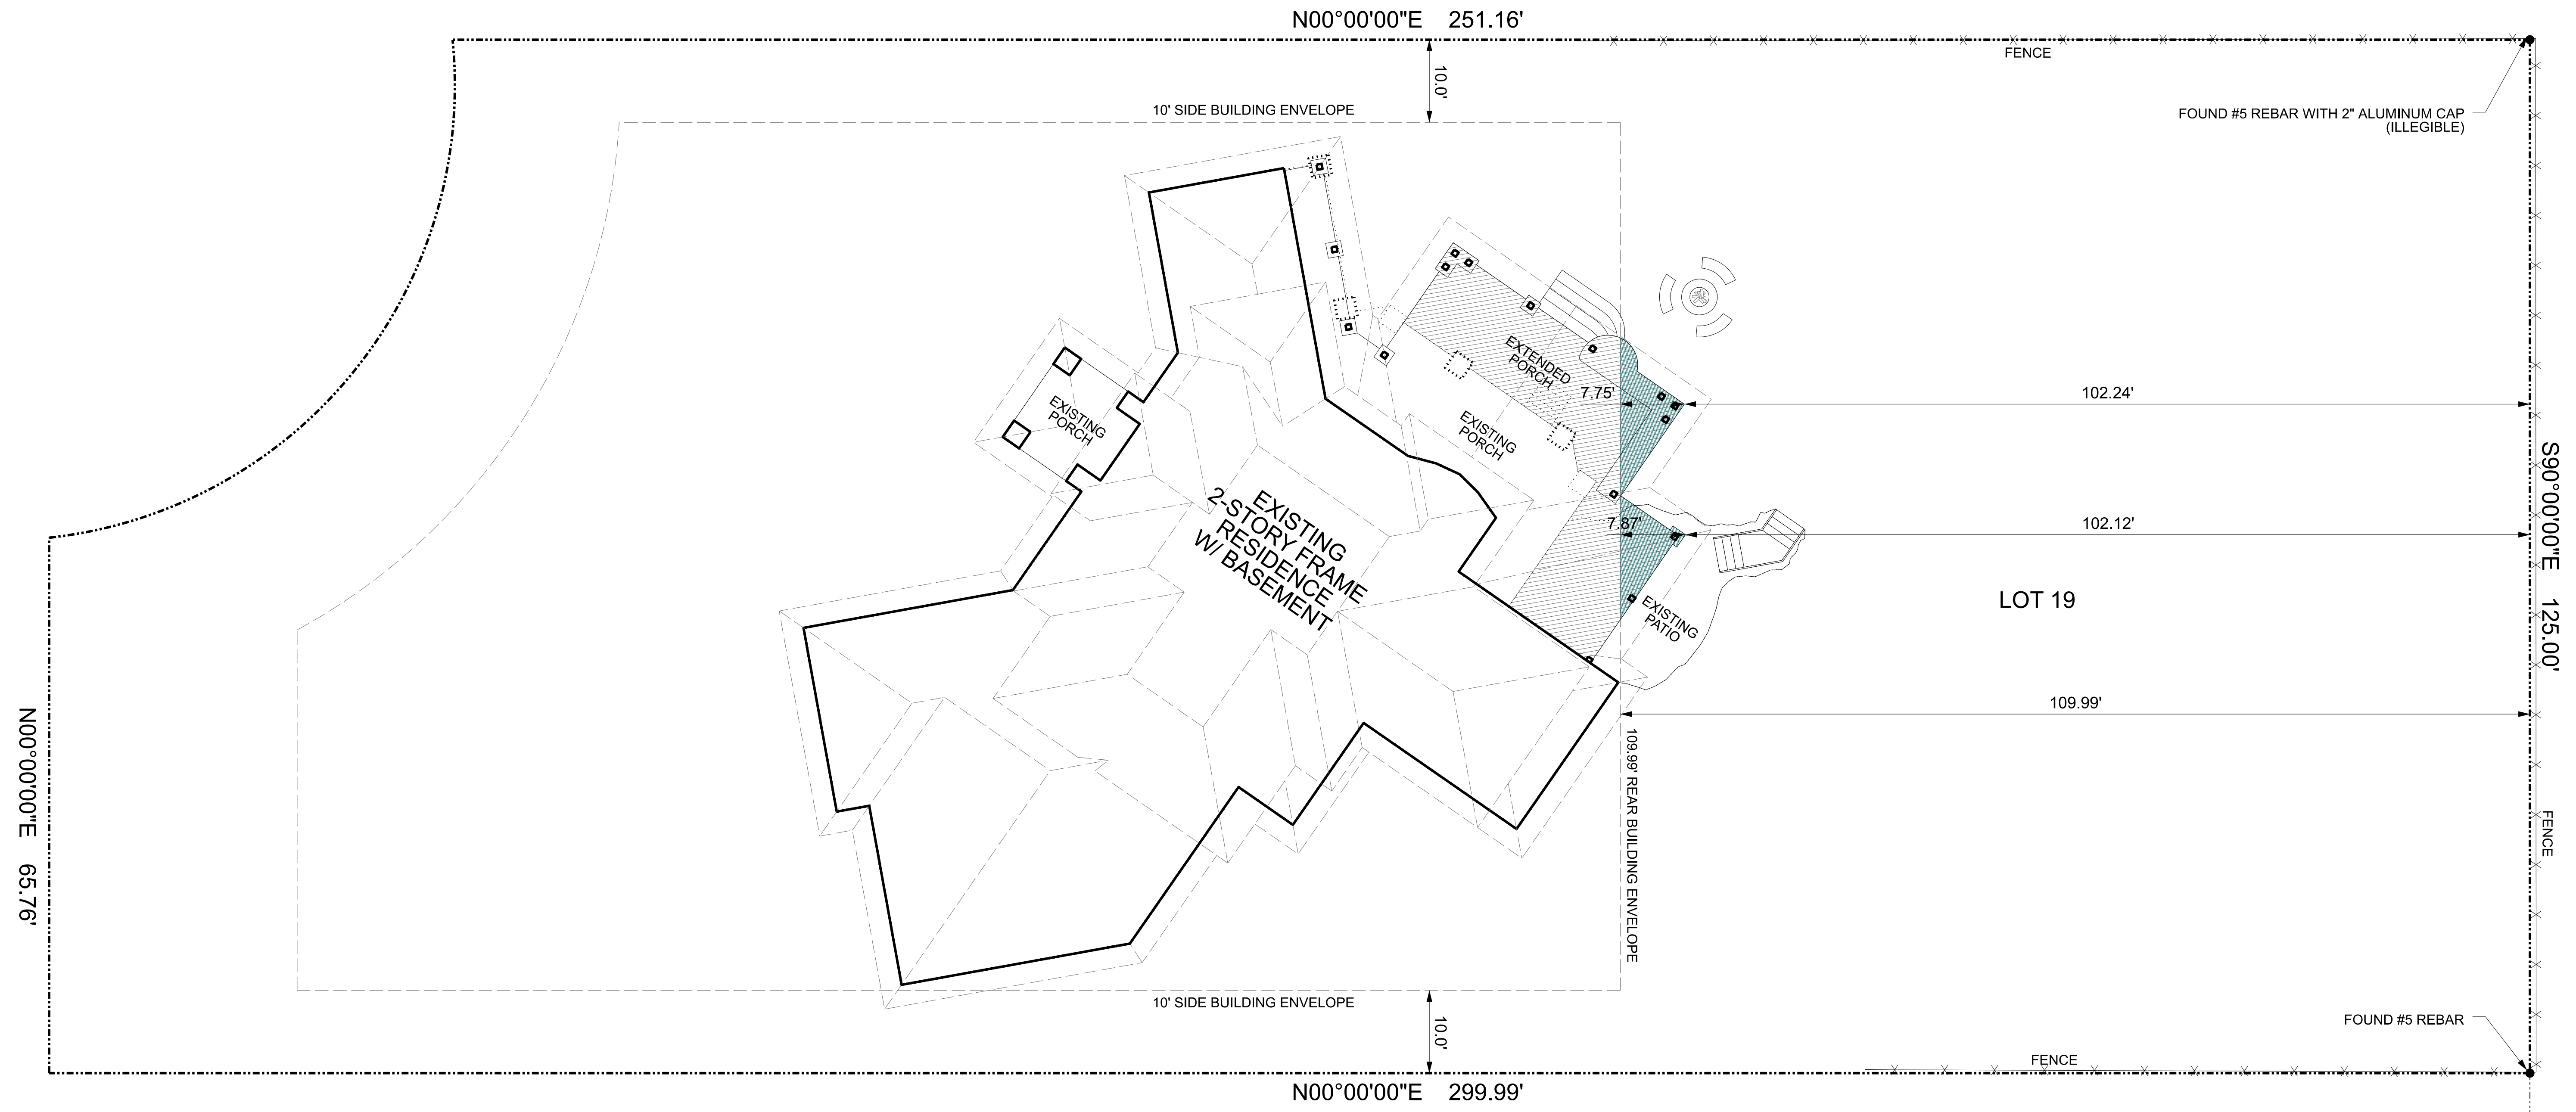 N00°00'00"E 251.16'
FENCE
10.0'
10' SIDE BUILDING ENVELOPE
FOUND #5 REBAR WITH 2" ALUMINUM CAP
(ILLEGIBLE)
EXTENDED
PORCH
7.75'
102.24'
EXISTING
PORCH
EXISTING
PORCH
EXISTING
2-STORY FRAME
RESIDENCE
W/ BASEMENT
7.87'
102.12'
S90°00'00"E 125.00'
EXISTING
PATIO
LOT 19
109.99'
109.99' REAR BUILDING ENVELOPE
N00°00'00"E 65.76'
FENCE
10' SIDE BUILDING ENVELOPE
10.0'
FOUND #5 REBAR
FENCE
N00°00'00"E 299.99'